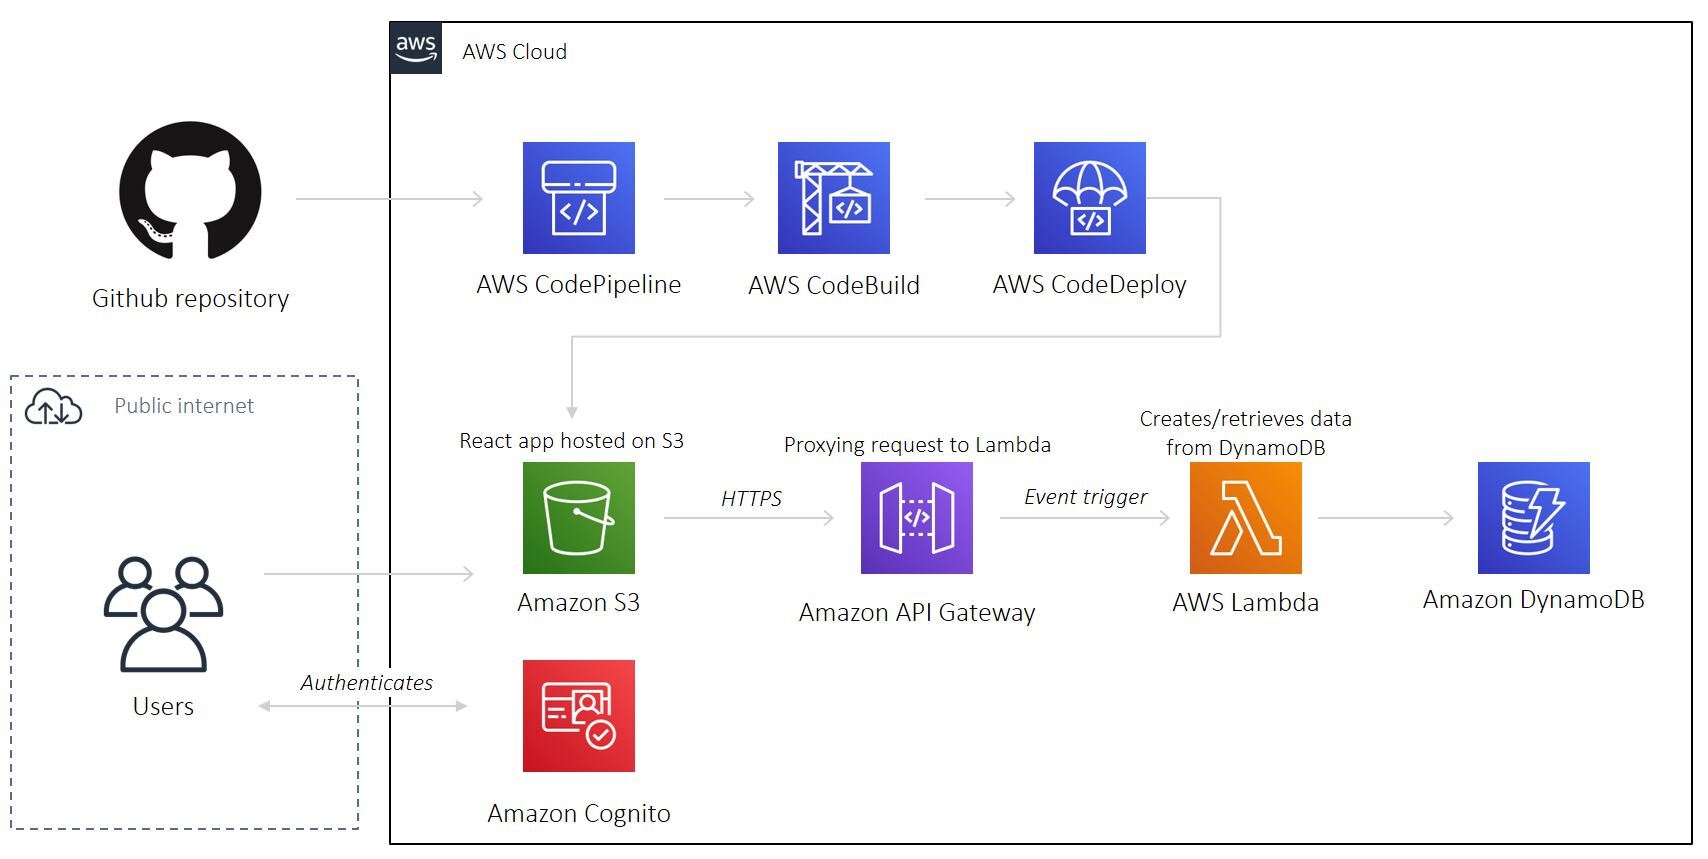 aws
AWS Cloud
</>
</>
</>
Github repository
AWS CodePipeline
AWS CodeBuild
AWS CodeDeploy
Public internet
React app hosted on S3
Proxying request to Lambda
Creates/retrieves data
from DynamoDB
HTTPS
</>
Event trigger
Amazon S3
Amazon API Gateway
AWS Lambda
Amazon DynamoDB
Users
Authenticates
Amazon Cognito